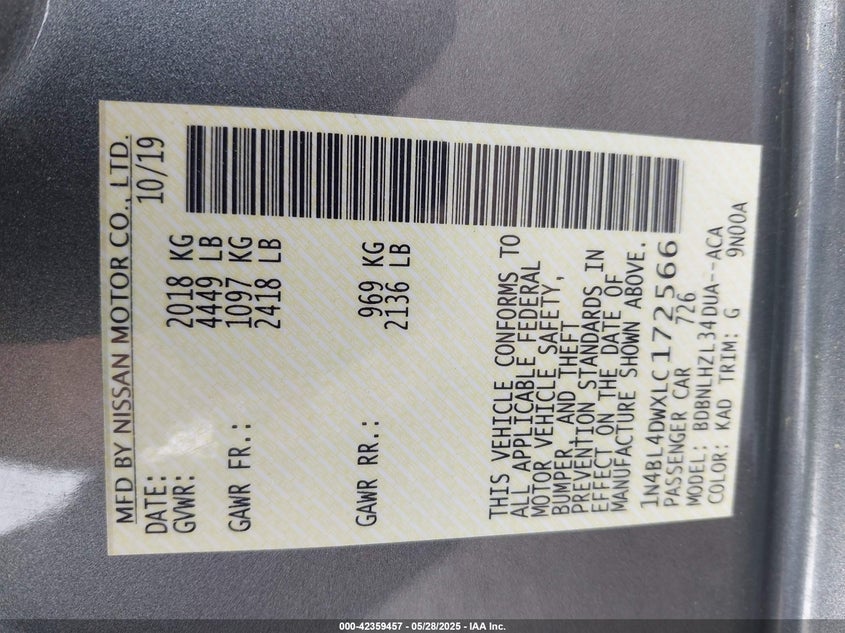 MFD BY NISSAN MOTOR CO., LTD.
DATE: 10/19
GVWR: 2018 KG
4449 LB
GAWR FR.: 1097 KG
2418 LB
GAWR RR.: 969 KG
2136 LB
THIS VEHICLE CONFORMS TO
ALL APPLICABLE FEDERAL
MOTOR VEHICLE SAFETY,
BUMPER, AND THEFT
PREVENTION STANDARDS IN
EFFECT ON THE DATE OF
MANUFACTURE SHOWN ABOVE.
1N4BL4DWXLC172566
PASSENGER CAR 726
MODEL: BDBNLHZL34DUA--ACA
COLOR: KAD TRIM: G 9N00A
000-42359457 - 05/28/2025 - IAA Inc.